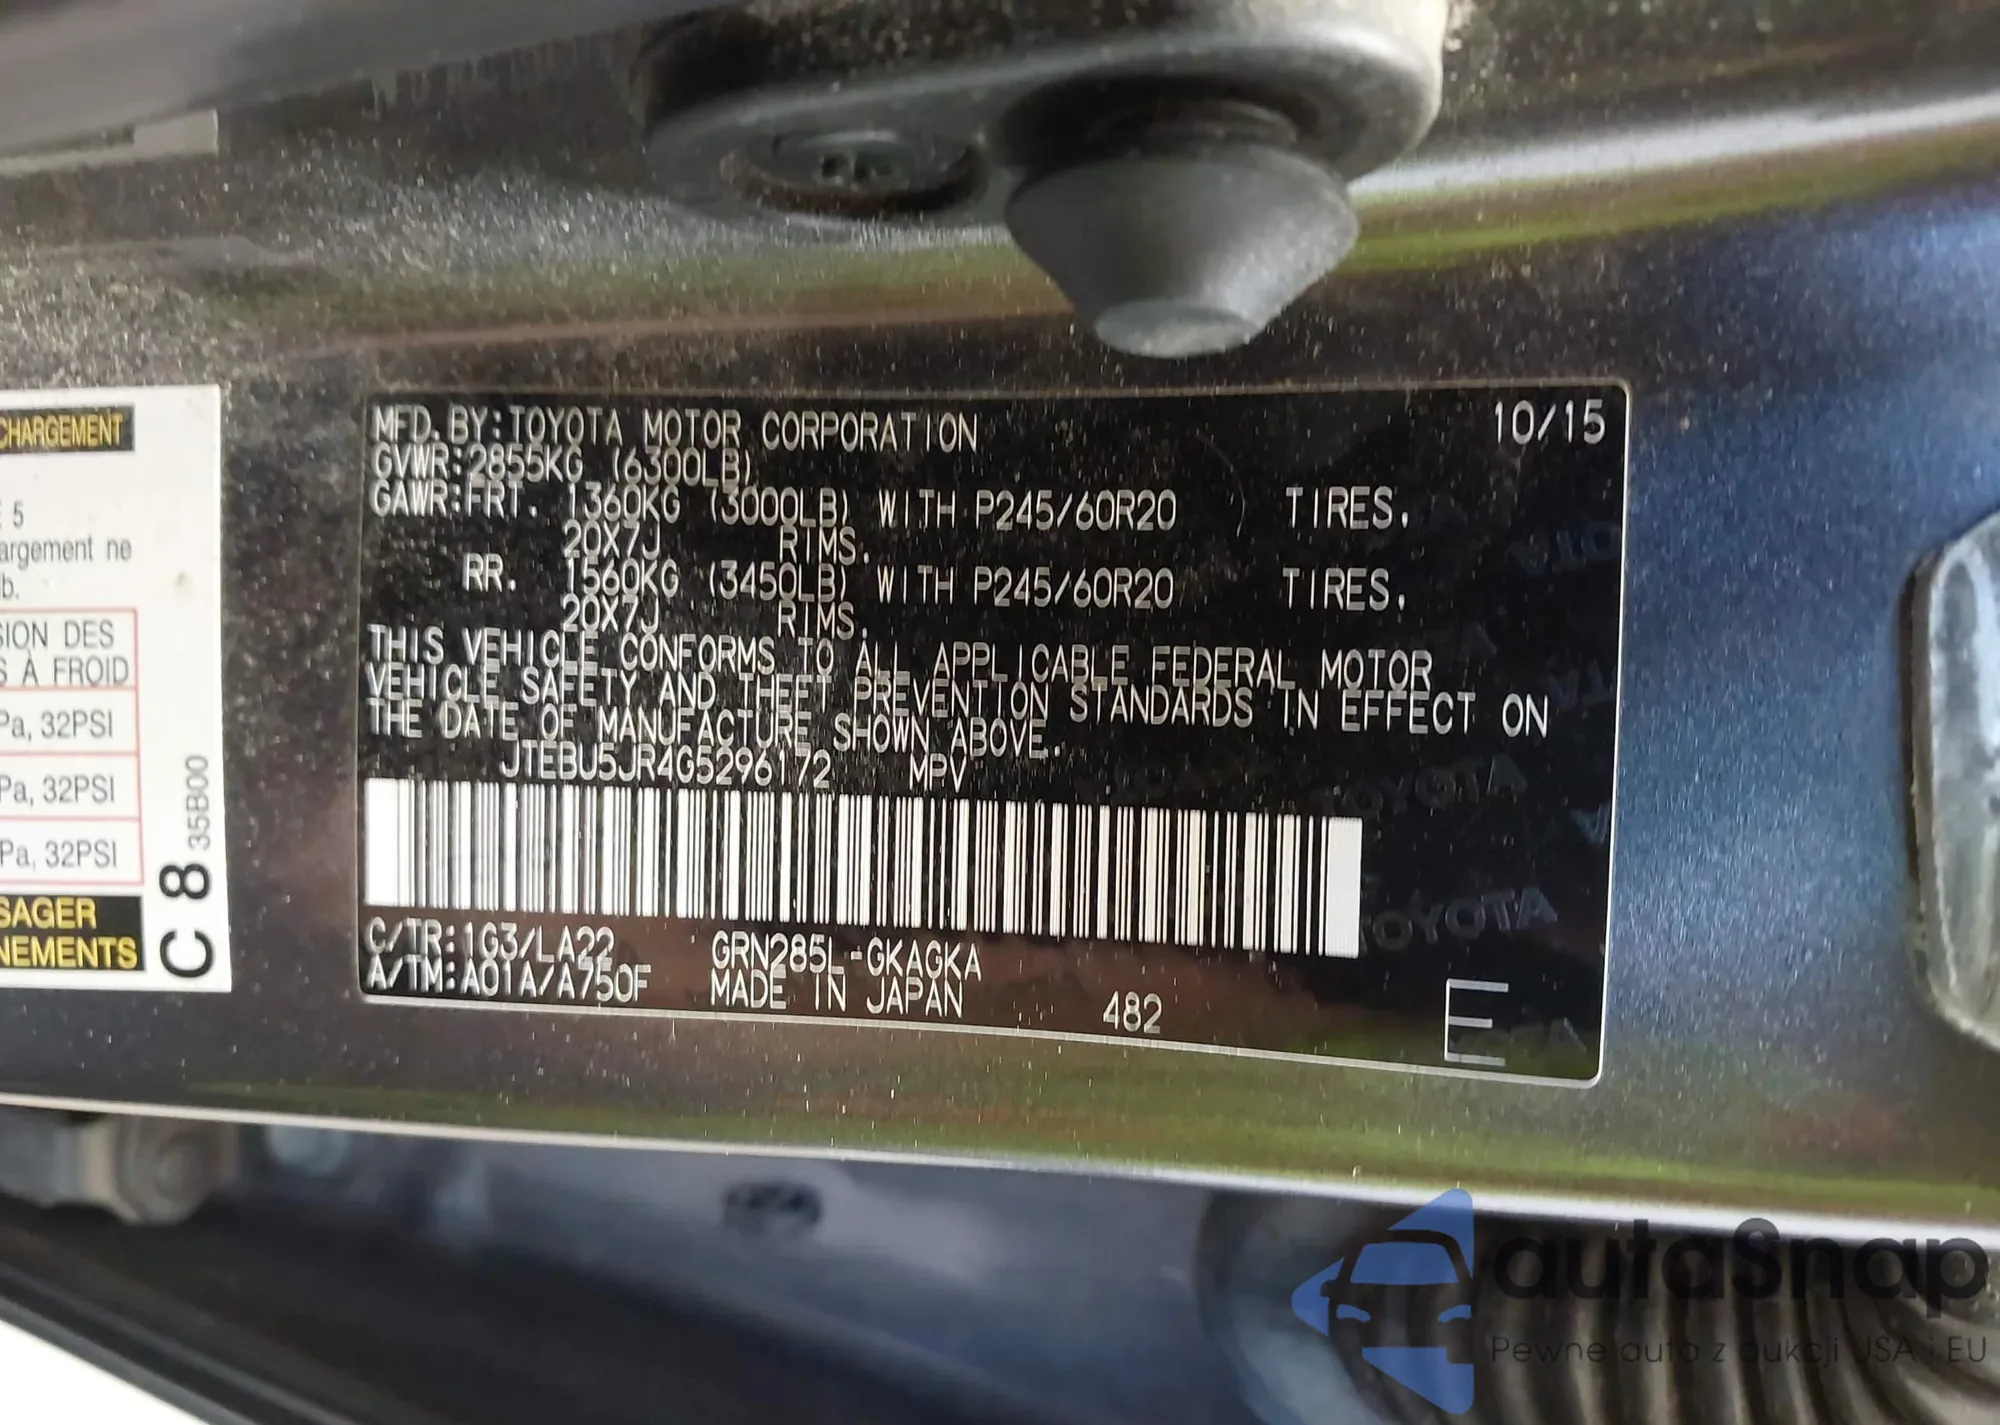 CHARGEMENT
5
argement ne
b.
SION DES
S À FROID
Pa, 32PSI
Pa, 32PSI
Pa, 32PSI
SAGER
NEMENTS
C 8 35B00
MFD. BY: TOYOTA MOTOR CORPORATION 10/15
GVWR: 2855KG (6300LB)
GAWR: FRT. 1360KG (3000LB) WITH P245/60R20 TIRES.
20X7J RIMS.
RR. 1560KG (3450LB) WITH P245/60R20 TIRES.
20X7J RIMS.
THIS VEHICLE CONFORMS TO ALL APPLICABLE FEDERAL MOTOR
VEHICLE SAFETY AND THEFT PREVENTION STANDARDS IN EFFECT ON
THE DATE OF MANUFACTURE SHOWN ABOVE.
JTEBU5JR4G5296172 MPV
C/TR: 1G3/LA22 GRN285L-GKAGKA
A/TM: A01A/A750F MADE IN JAPAN 482 E
TOYOTA
TOYOTA
autoSnap
Pewne auta z aukcji USA i EU